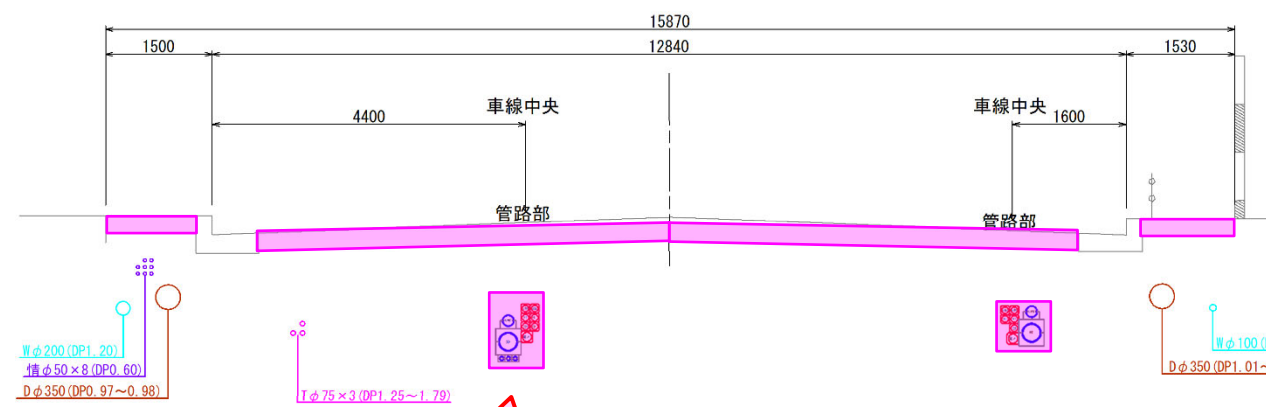 15870
1500 12840 1530
車線中央 車線中央
4400 1600
管路部 管路部
Wφ200(DP1.20)
情φ50×8(DP0.60)
Dφ350(DP0.97～0.98)
Tφ75×3(DP1.25～1.79)
Wφ100(
Dφ350(DP1.01～